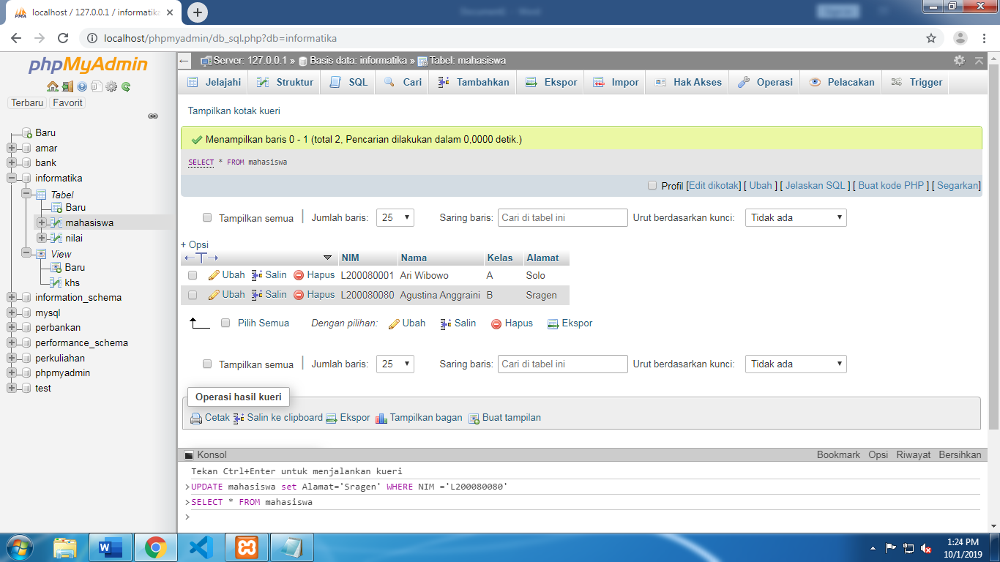 localhost / 127.0.0.1 / informatika
localhost/phpmyadmin/db_sql.php?db=informatika
phpMyAdmin
Terbaru Favorit
Baru
amar
bank
informatika
Tabel
Baru
mahasiswa
nilai
View
Baru
khs
information_schema
mysql
perbankan
performance_schema
perkuliahan
phpmyadmin
test
Server: 127.0.0.1 » Basis data: informatika » Tabel: mahasiswa
Jelajahi Struktur SQL Cari Tambahkan Ekspor Impor Hak Akses Operasi Pelacakan Trigger
Tampilkan kotak kueri
Menampilkan baris 0 - 1 (total 2, Pencarian dilakukan dalam 0,0000 detik.)
SELECT * FROM mahasiswa
Profil [Edit dikotak] [ Ubah ] [ Jelaskan SQL ] [ Buat kode PHP ] [ Segarkan]
Tampilkan semua | Jumlah baris: 25 Saring baris: Cari di tabel ini Urut berdasarkan kunci: Tidak ada
+ Opsi
←T→ NIM Nama Kelas Alamat
Ubah Salin Hapus L200080001 Ari Wibowo A Solo
Ubah Salin Hapus L200080080 Agustina Anggraini B Sragen
Pilih Semua Dengan pilihan: Ubah Salin Hapus Ekspor
Tampilkan semua | Jumlah baris: 25 Saring baris: Cari di tabel ini Urut berdasarkan kunci: Tidak ada
Operasi hasil kueri
Cetak Salin ke clipboard Ekspor Tampilkan bagan Buat tampilan
Konsol Bookmark Opsi Riwayat Bersihkan
Tekan Ctrl+Enter untuk menjalankan kueri
>UPDATE mahasiswa set Alamat='Sragen' WHERE NIM ='L200080080'
>SELECT * FROM mahasiswa
>
1:24 PM
10/1/2019